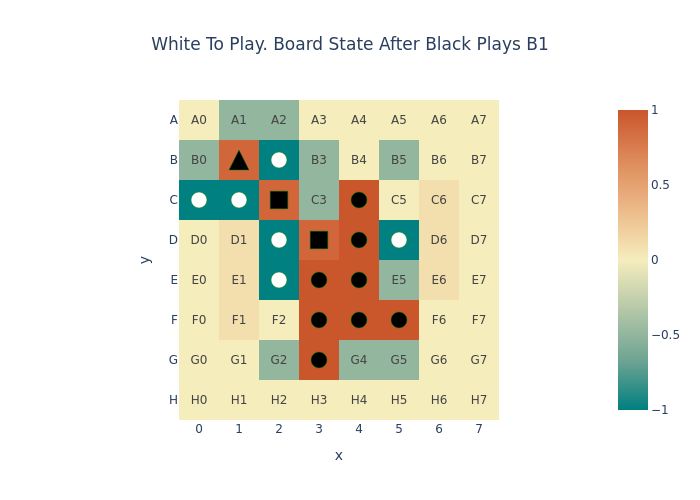 White To Play. Board State After Black Plays B1
A A0 A1 A2 A3 A4 A5 A6 A7
B B0 B3 B4 B5 B6 B7
C C3 C5 C6 C7
D D0 D1 D6 D7
E E0 E1 E5 E6 E7
F F0 F1 F2 F6 F7
G G0 G1 G2 G4 G5 G6 G7
H H0 H1 H2 H3 H4 H5 H6 H7
0 1 2 3 4 5 6 7
x
y
1
0.5
0
−0.5
−1